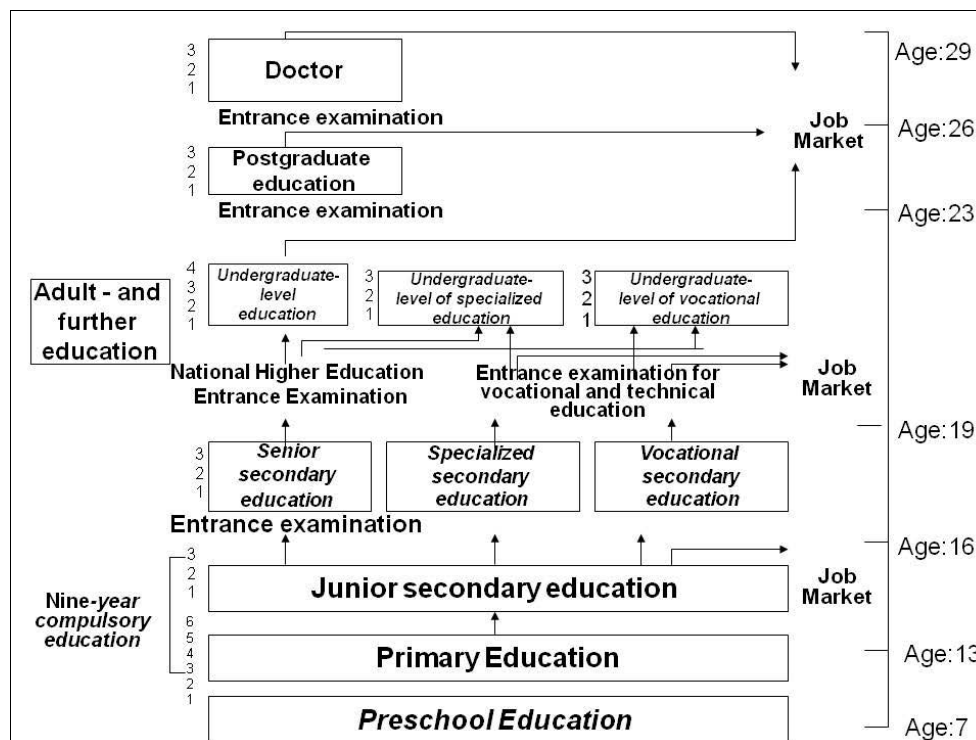 3
2
1
Doctor
Age:29
Entrance examination
Job
Market
Age:26
3
2
1
Postgraduate
education
Entrance examination
Age:23
4
3
2
1
Undergraduate-
level
education
3
2
1
Undergraduate-
level of specialized
education
3
2
1
Undergraduate-
level of vocational
education
Adult - and
further
education
National Higher Education
Entrance Examination
Entrance examination for
vocational and technical
education
Job
Market
Age:19
3
2
1
Senior
secondary
education
Specialized
secondary
education
Vocational
secondary
education
Entrance examination
Age:16
3
2
1
Junior secondary education
Job
Market
Nine-year
compulsory
education
6
5
4
3
2
1
Primary Education
Age:13
Preschool Education
Age:7